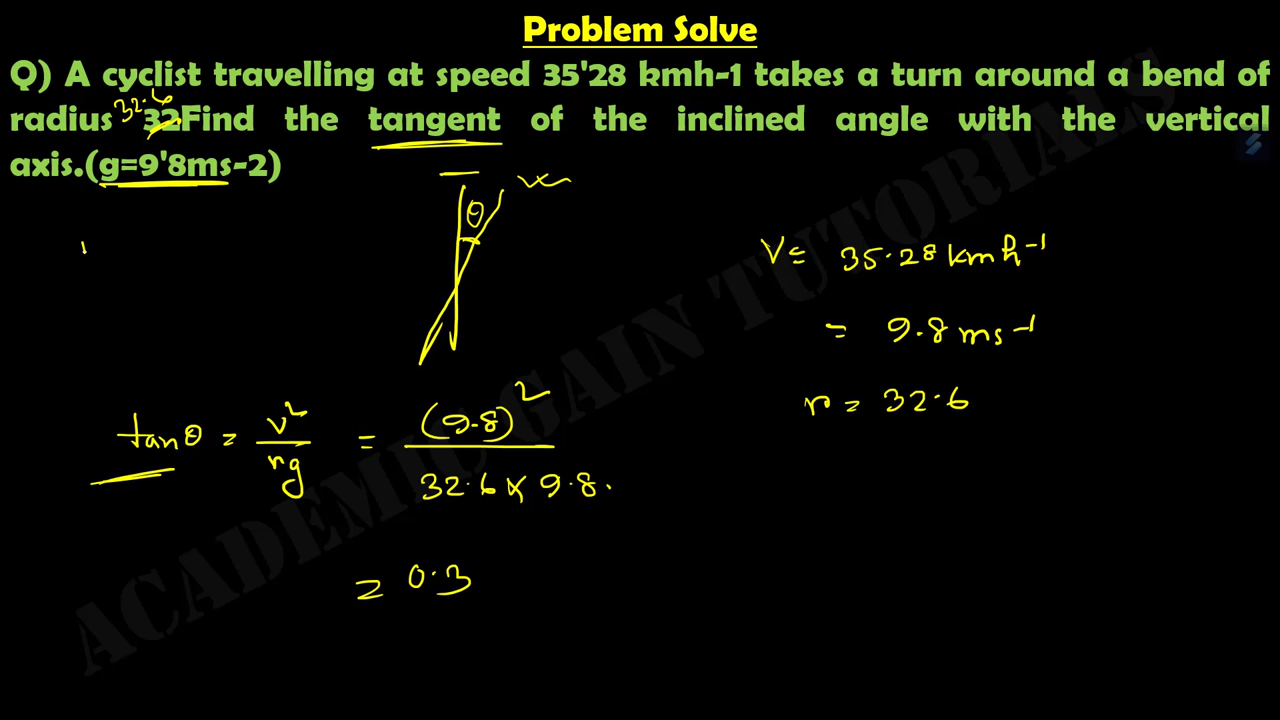 Problem Solve
Q) A cyclist travelling at speed 35'28 kmh-1 takes a turn around a bend of
32.6
radius 32Find the tangent of the inclined angle with the vertical
axis.(g=9'8ms-2)
θ
V= 35.28 kmh-1
= 9.8 ms-1
r = 32.6
tanθ = v²/rg = (9.8)²/32.6 x 9.8.
= 0.3
ACADEMIC GAIN TUTORIALS